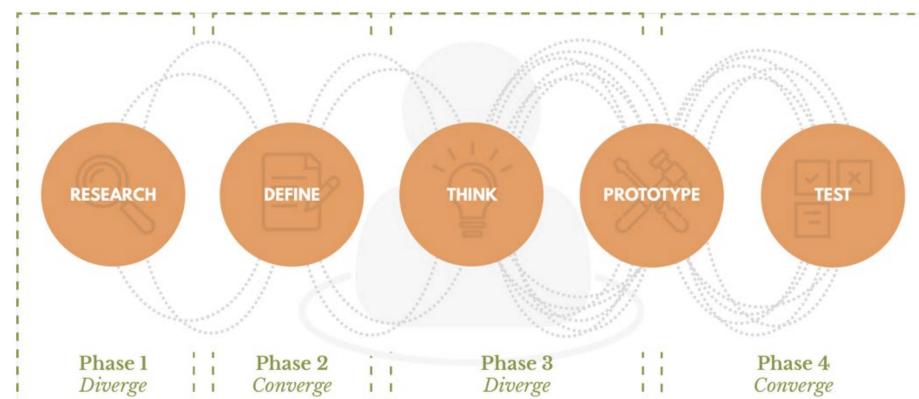 RESEARCH
DEFINE
THINK
PROTOTYPE
TEST
Phase 1
Diverge
Phase 2
Converge
Phase 3
Diverge
Phase 4
Converge